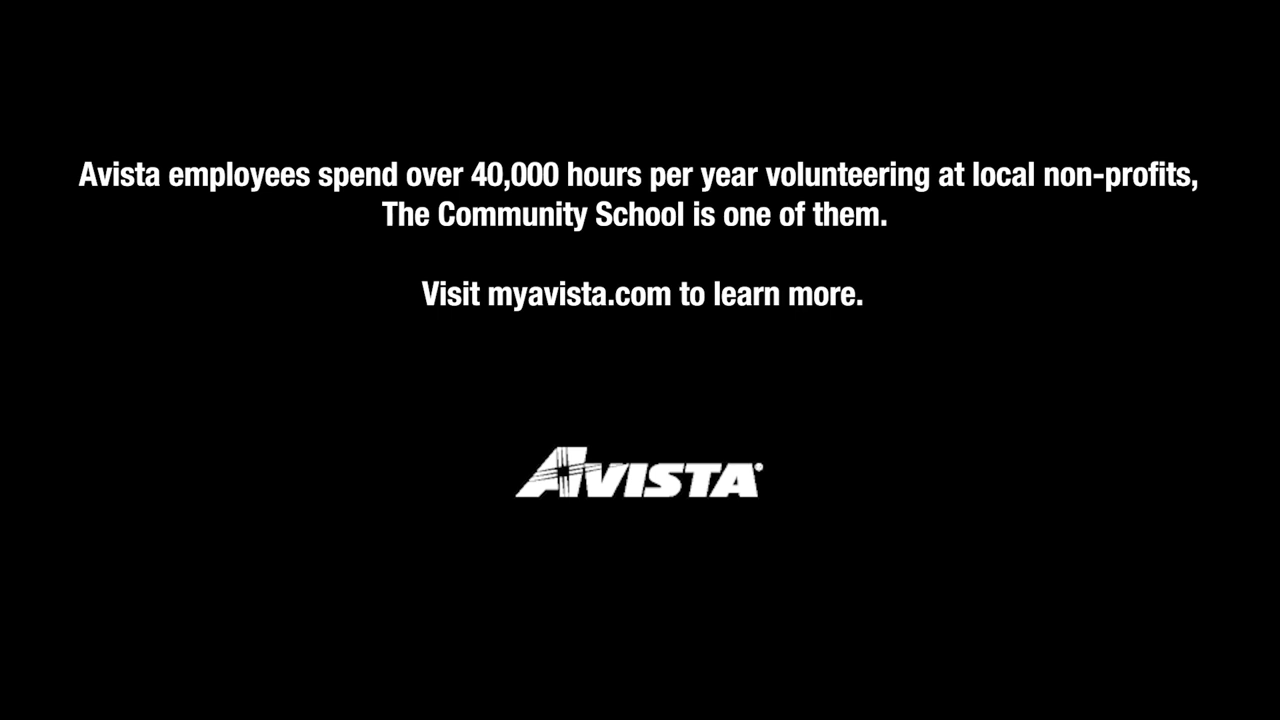 Avista employees spend over 40,000 hours per year volunteering at local non-profits,
The Community School is one of them.
Visit myavista.com to learn more.
AVISTA